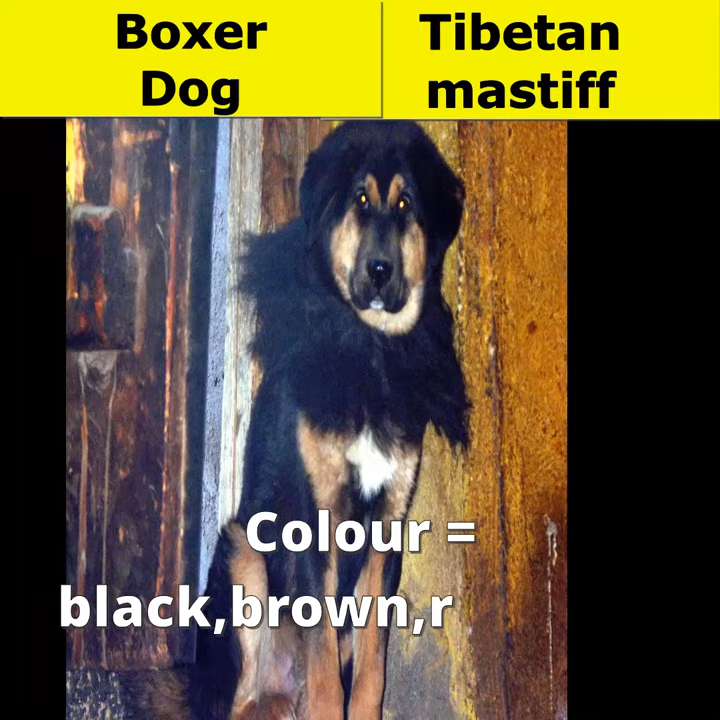 Boxer
Dog
Tibetan
mastiff
Colour =
black,brown,r